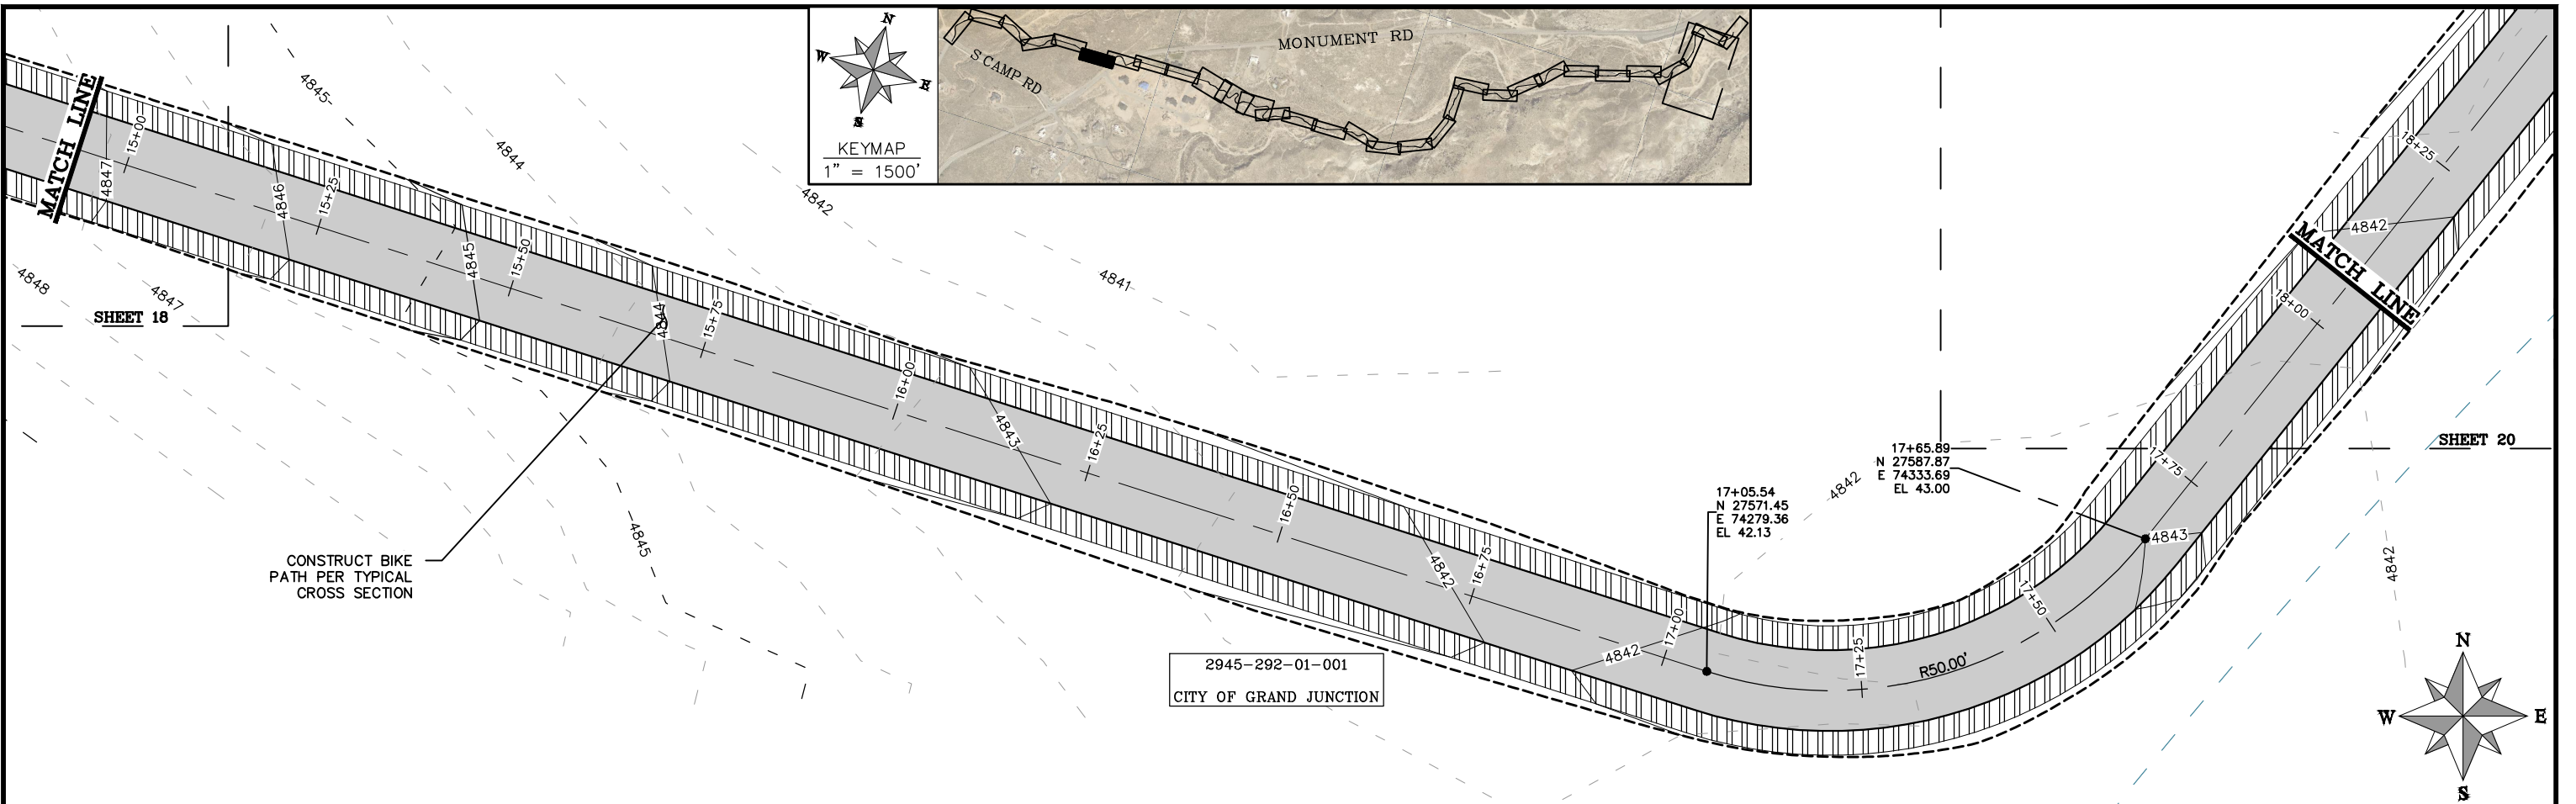 MATCH LINE
4847
15+00
4845
4844
4846
15+25
4845
15+50
4844
15+75
4848
4847
SHEET 18
N
W
E
S
KEYMAP
1" = 1500'
S CAMP RD
MONUMENT RD
4842
4841
16+00
4843
16+25
16+50
4842
16+75
4842
17+00
17+25
R50.00'
17+50
4843
17+75
18+00
MATCH LINE
4842
18+25
SHEET 20
4842
4842
17+65.89
N 27587.87
E 74333.69
EL 43.00
17+05.54
N 27571.45
E 74279.36
EL 42.13
CONSTRUCT BIKE
PATH PER TYPICAL
CROSS SECTION
4845
2945-292-01-001
CITY OF GRAND JUNCTION
N
W
E
S